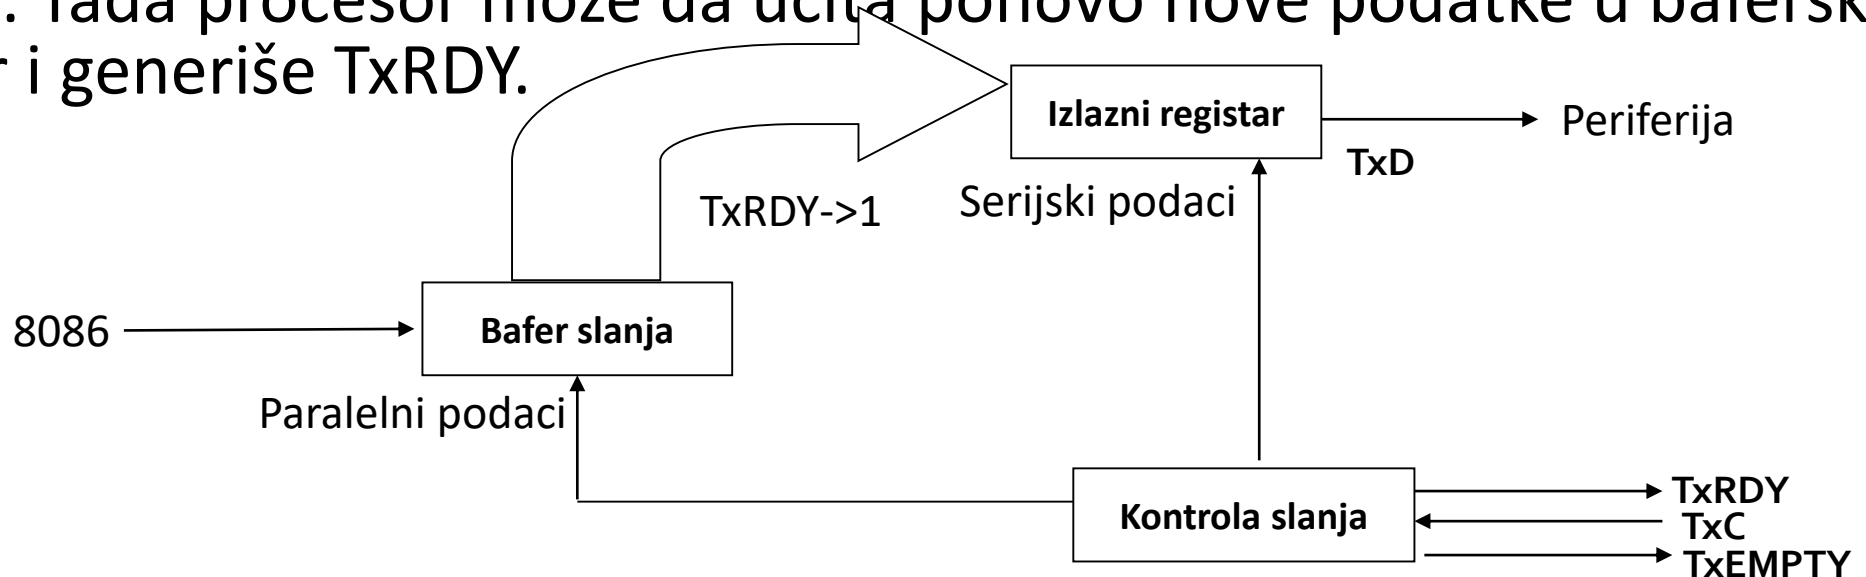 . Tada procesor može da učita ponovo nove podatke u bafersk
r i generiše TxRDY.
Izlazni registar
Periferija
TxD
TxRDY->1
Serijski podaci
8086
Bafer slanja
Paralelni podaci
Kontrola slanja
TxRDY
TxC
TxEMPTY